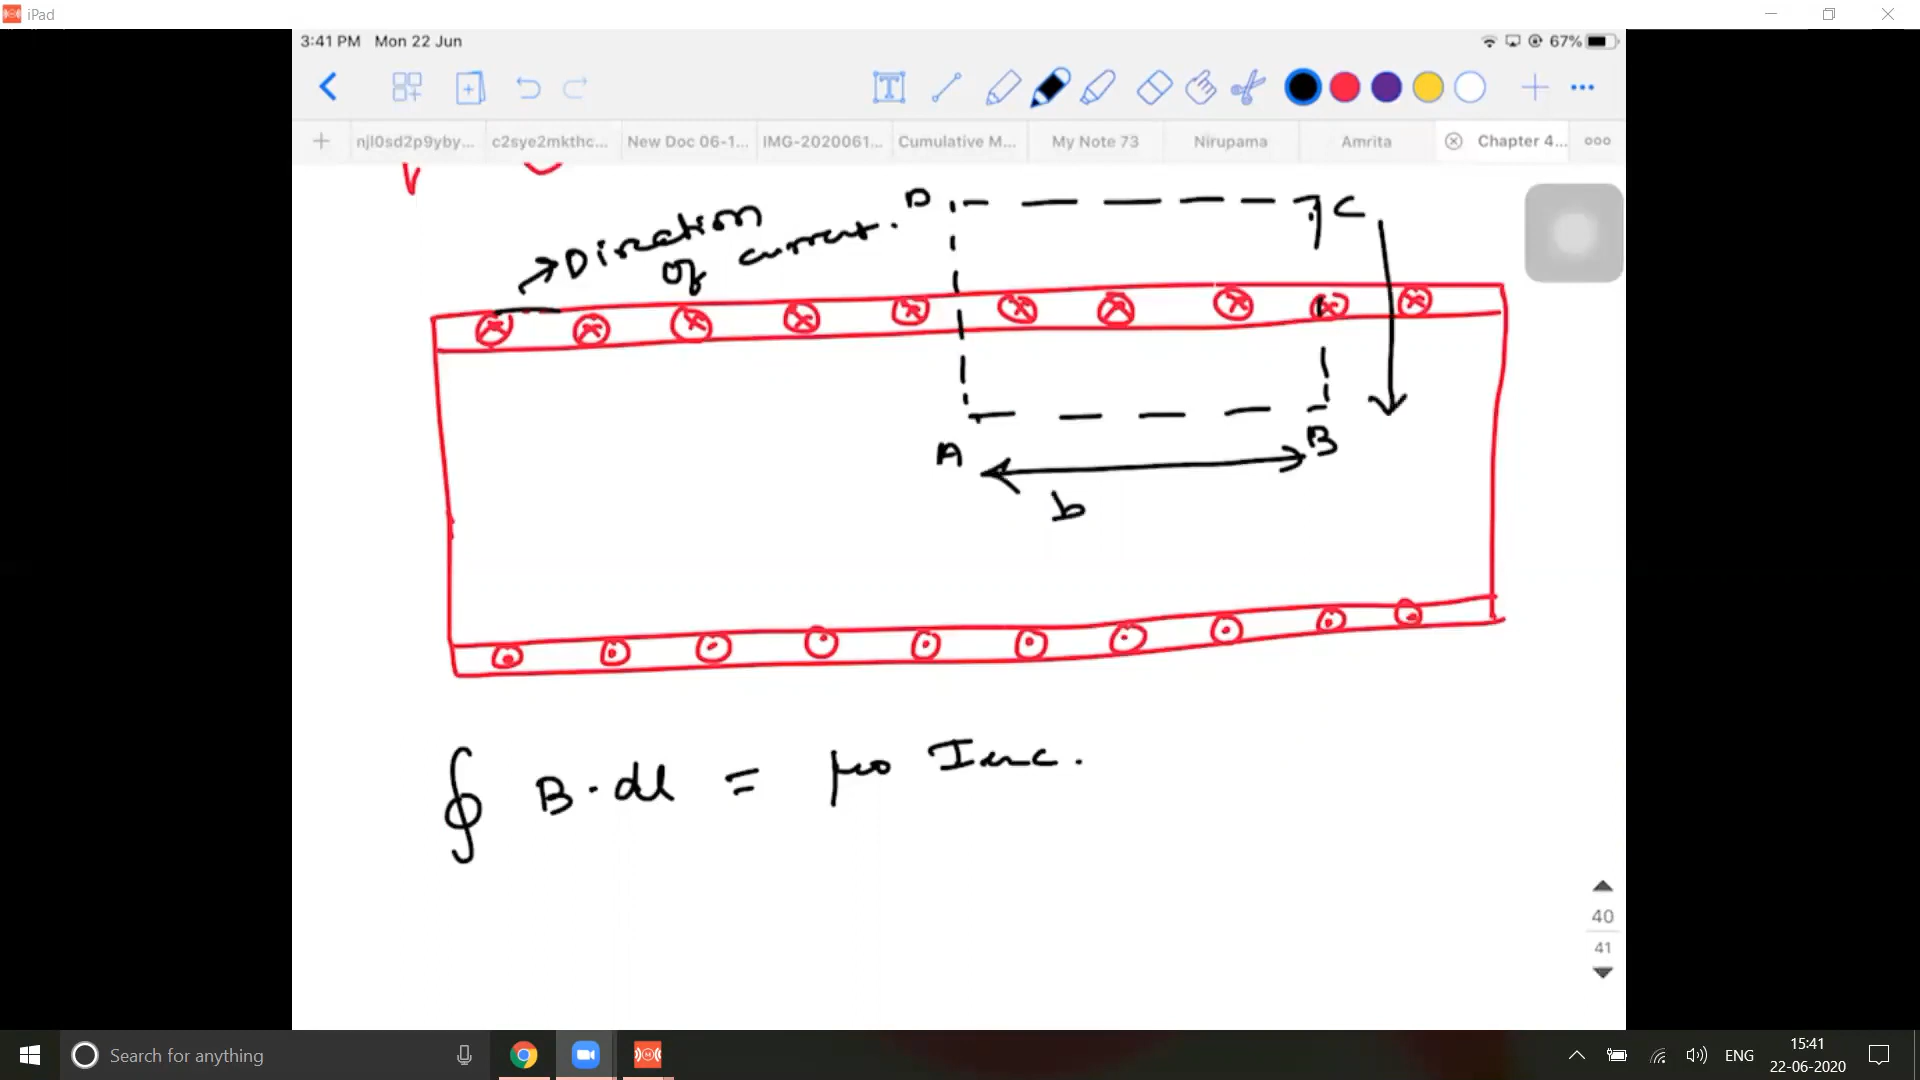 iPad
3:41 PM Mon 22 Jun
67%
njl0sd2p9yby...
c2sye2mkthc...
New Doc 06-1...
IMG-2020061...
Cumulative M...
My Note 73
Nirupama
Amrita
Chapter 4...
D
C
Direction
of current.
A
B
b
∮ B·dl = μ0 Ienc.
40
41
Search for anything
ENG
15:41
22-06-2020